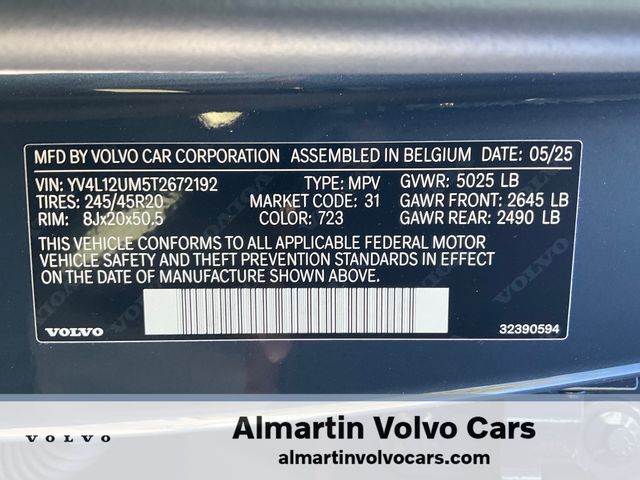 MFD BY VOLVO CAR CORPORATION ASSEMBLED IN BELGIUM DATE: 05/25
VIN: YV4L12UM5T2672192 TYPE: MPV GVWR: 5025 LB
TIRES: 245/45R20 MARKET CODE: 31 GAWR FRONT: 2645 LB
RIM: 8Jx20x50.5 COLOR: 723 GAWR REAR: 2490 LB
THIS VEHICLE CONFORMS TO ALL APPLICABLE FEDERAL MOTOR
VEHICLE SAFETY AND THEFT PREVENTION STANDARDS IN EFFECT
ON THE DATE OF MANUFACTURE SHOWN ABOVE.
VOLVO 32390594
VOLVO
Almartin Volvo Cars
almartinvolvocars.com